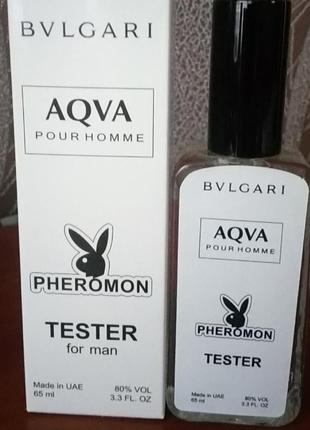 BVLGARI
AQVA
POUR HOMME
PHEROMON
TESTER
for man
Made in UAE
65 ml
80% VOL
3.3 FL. OZ
BVLGARI
AQVA
POUR HOMME
PHEROMON
TESTER
Made in UAE
65 ml
80% VOL
3.3 FL. OZ